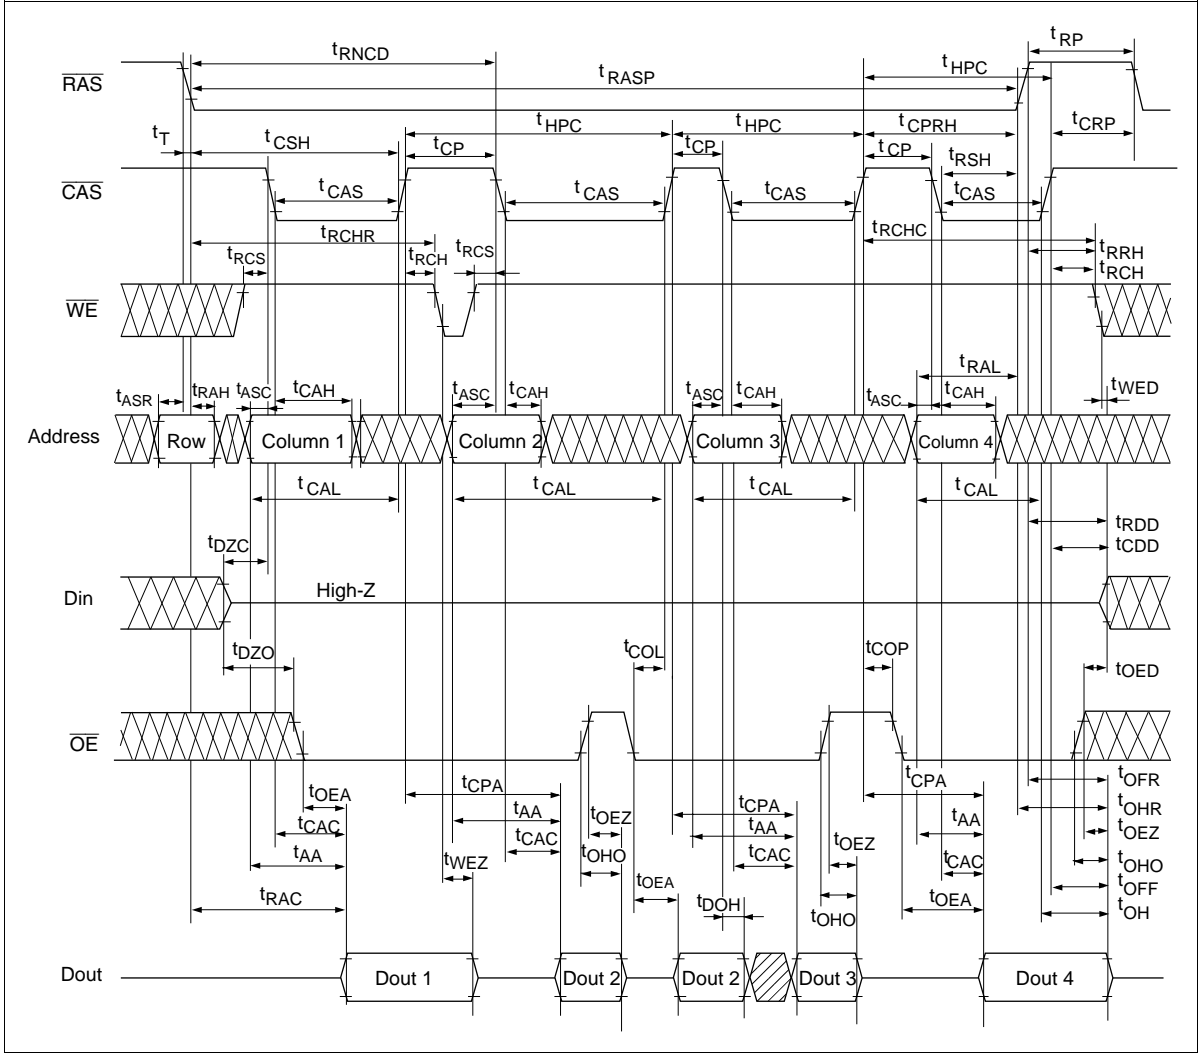 tRP
tRNCD
tHPC
RAS
tRASP
tT
tCSH
tHPC
tHPC
tCPRH
tCRP
tCP
tCP
tCP
tRSH
CAS
tCAS
tCAS
tCAS
tCAS
tRCHR
tRCHC
tRCS
tRCH
tRCS
tRRH
tRCH
WE
tRAL
tASR
tRAH
tASC
tCAH
tASC
tCAH
tASC
tCAH
tASC
tCAH
tWED
Address
Row
Column 1
Column 2
Column 3
Column 4
tCAL
tCAL
tCAL
tCAL
tRDD
tCDD
tDZC
Din
High-Z
tDZO
tCOL
tCOP
tOED
OE
tOEA
tCPA
tCPA
tCPA
tOFR
tOHR
tCAC
tAA
tOEZ
tAA
tOEZ
tAA
tOEZ
tAA
tCAC
tWEZ
tOHO
tCAC
tCAC
tOHO
tRAC
tOEA
tDOH
tOHO
tOEA
tOFF
tOH
Dout
Dout 1
Dout 2
Dout 2
Dout 3
Dout 4